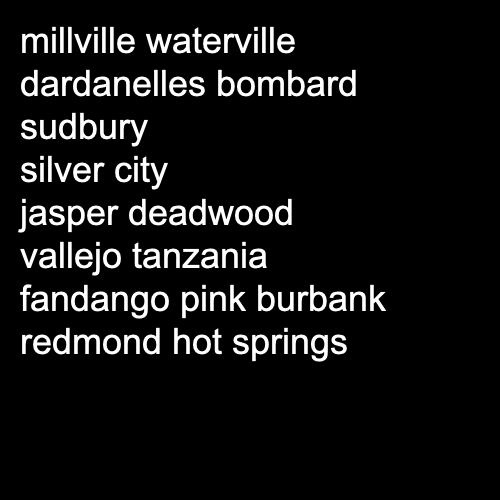 millville waterville
dardanelles bombard
sudbury
silver city
jasper deadwood
vallejo tanzania
fandango pink burbank
redmond hot springs